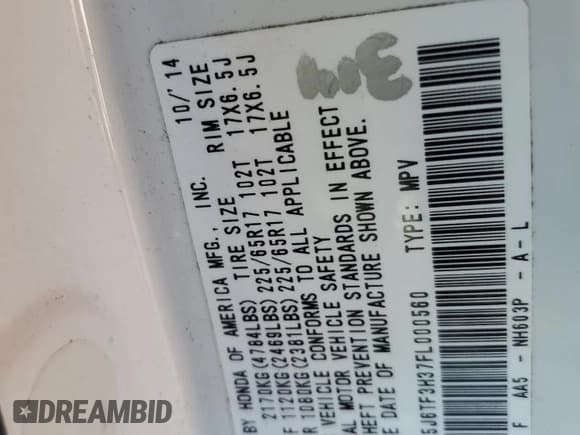 BY HONDA OF AMERICA MFG., INC. 10/'14
TIRE SIZE RIM SIZE
2170KG(4784LBS) 225/65R17 102T 17X6.5J
F 1120KG(2469LBS) 225/65R17 102T 17X6.5J
R 1080KG(2381LBS)
VEHICLE CONFORMS TO ALL APPLICABLE
AL MOTOR VEHICLE SAFETY
HEFT PREVENTION STANDARDS IN EFFECT
E DATE OF MANUFACTURE SHOWN ABOVE.
5J6TF3H37FL000560 TYPE: MPV
F AA5 - NH603P - A - L
DREAMBID